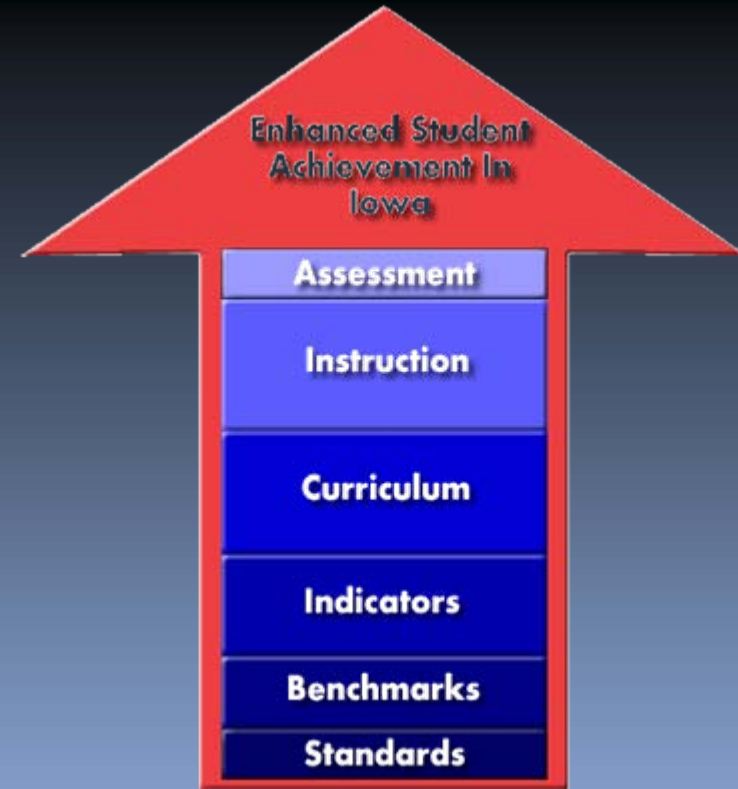 Enhanced Student
Achievement In
Iowa
Assessment
Instruction
Curriculum
Indicators
Benchmarks
Standards